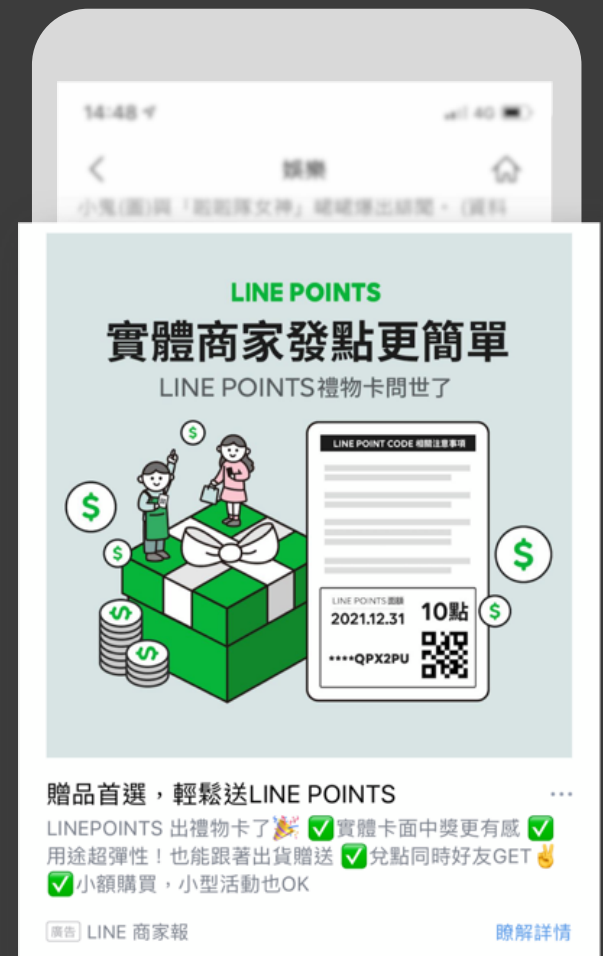 14:48
4G
娛樂
小鬼(圖)與「啦啦隊女神」峮峮爆出緋聞。(資料
LINE POINTS
實體商家發點更簡單
LINE POINTS禮物卡問世了
LINE POINT CODE 相關注意事項
LINE POINTS面額
2021.12.31
10點
****QPX2PU
贈品首選，輕鬆送LINE POINTS
LINEPOINTS 出禮物卡了🎉 ✅實體卡面中獎更有感 ✅
用途超彈性！也能跟著出貨贈送 ✅兌點同時好友GET✌️
✅小額購買，小型活動也OK
廣告 LINE 商家報
瞭解詳情